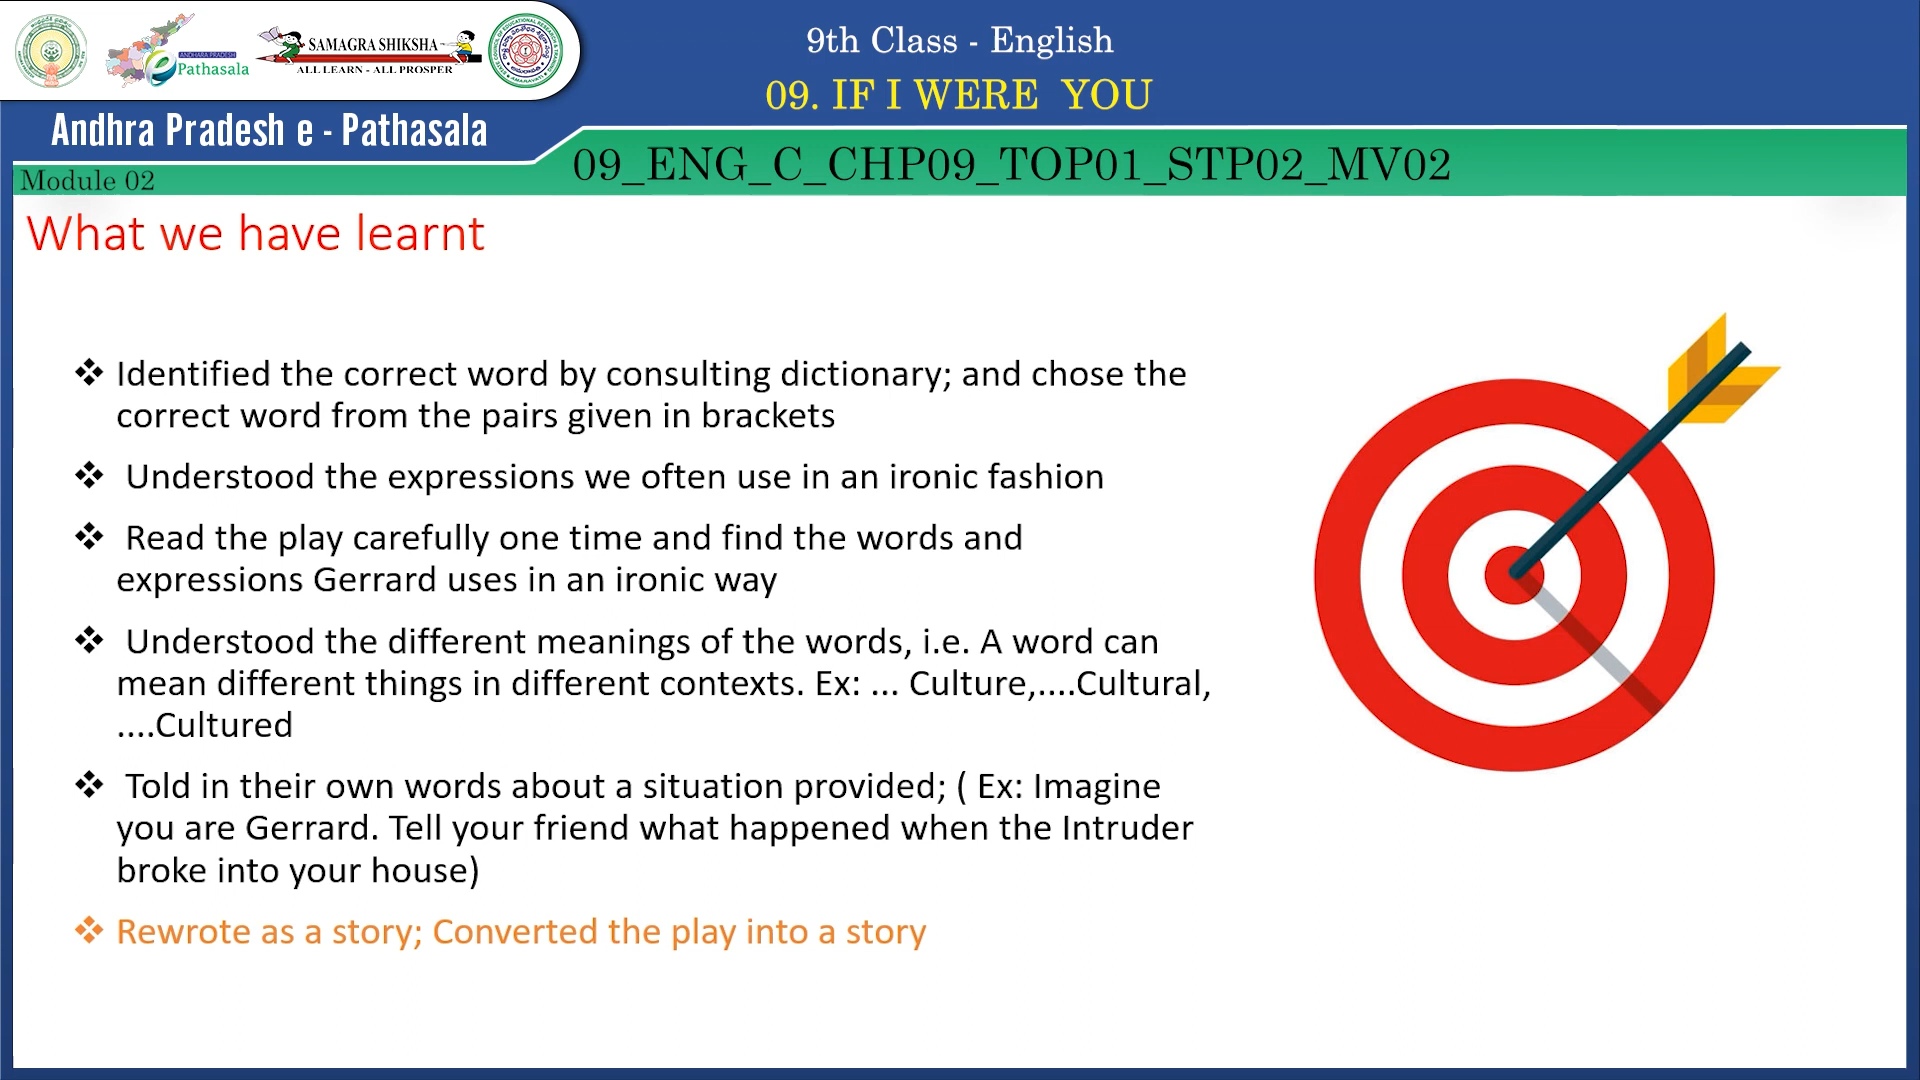 ANDHRA PRADESH
Pathasala
SAMAGRA SHIKSHA
ALL LEARN - ALL PROSPER
9th Class - English
09. IF I WERE YOU
Andhra Pradesh e - Pathasala
Module 02
09_ENG_C_CHP09_TOP01_STP02_MV02
What we have learnt
❖ Identified the correct word by consulting dictionary; and chose the
correct word from the pairs given in brackets
❖ Understood the expressions we often use in an ironic fashion
❖ Read the play carefully one time and find the words and
expressions Gerrard uses in an ironic way
❖ Understood the different meanings of the words, i.e. A word can
mean different things in different contexts. Ex: ... Culture,....Cultural,
....Cultured
❖ Told in their own words about a situation provided; ( Ex: Imagine
you are Gerrard. Tell your friend what happened when the Intruder
broke into your house)
❖ Rewrote as a story; Converted the play into a story